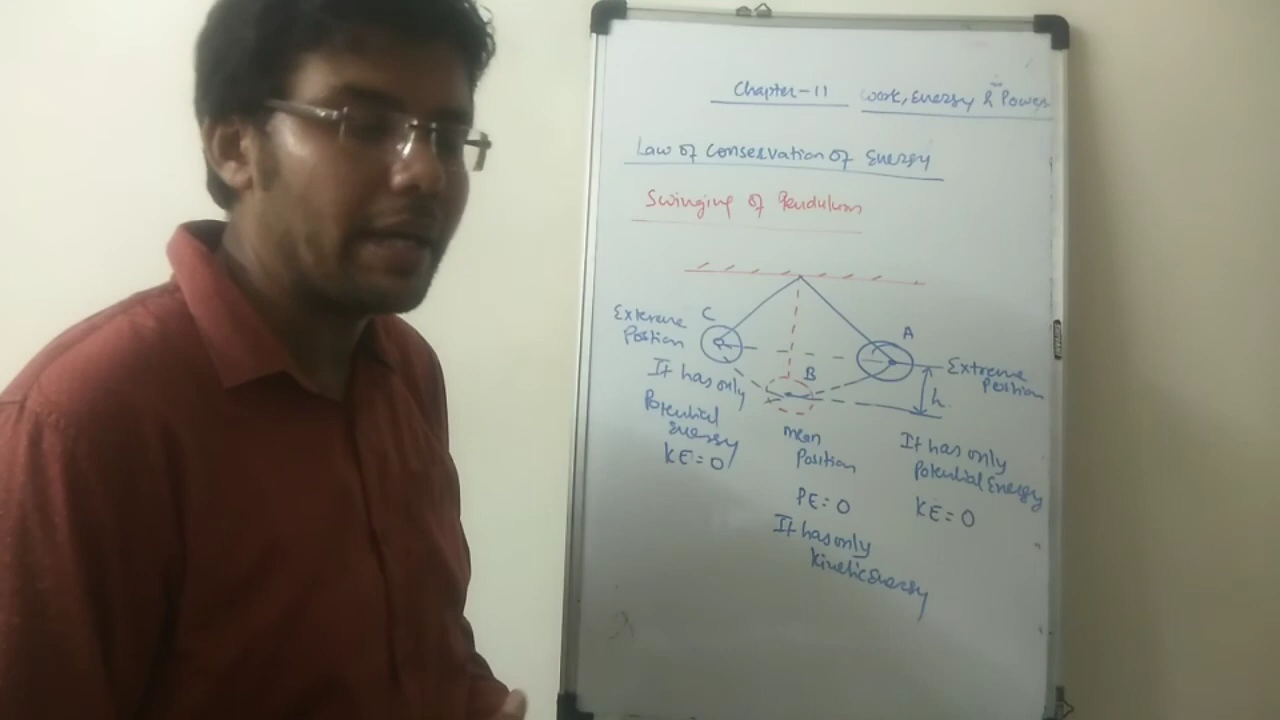 Chapter-11 Work, Energy & Power
Law of Conservation of Energy
Swinging of Pendulum
C
Extreme
Position
It has only
Potential
Energy
KE=0
B
mean
Position
PE=0
It has only
Kinetic Energy
A
Extreme
Position
h
It has only
Potential Energy
KE=0